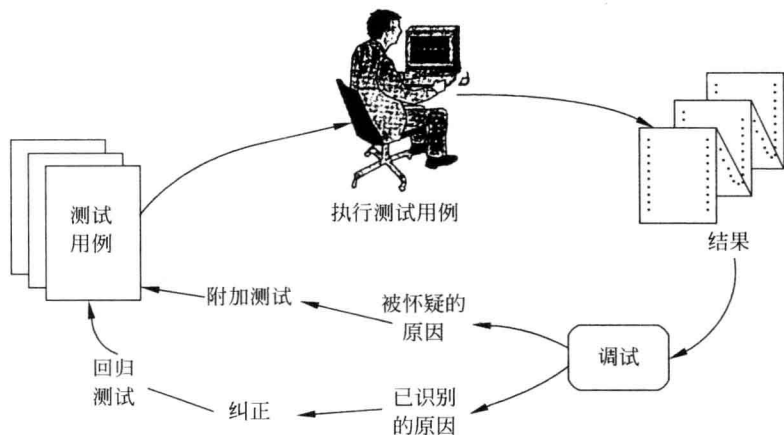 执行测试用例
测试
用例
结果
附加测试
被怀疑的
原因
调试
回归
测试
纠正
已识别
的原因